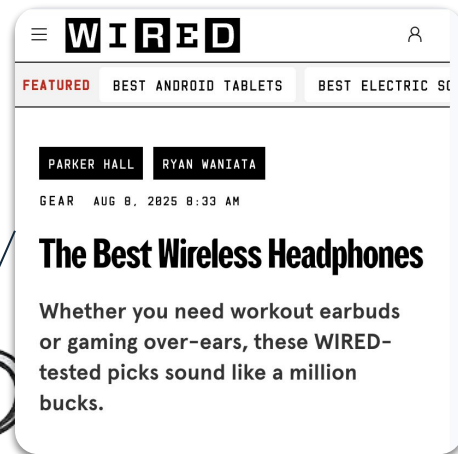 WIRED
FEATURED BEST ANDROID TABLETS BEST ELECTRIC
PARKER HALL RYAN WANIATA
GEAR AUG 8, 2025 8:33 AM
The Best Wireless Headphones
Whether you need workout earbuds
or gaming over-ears, these WIRED-
tested picks sound like a million
bucks.